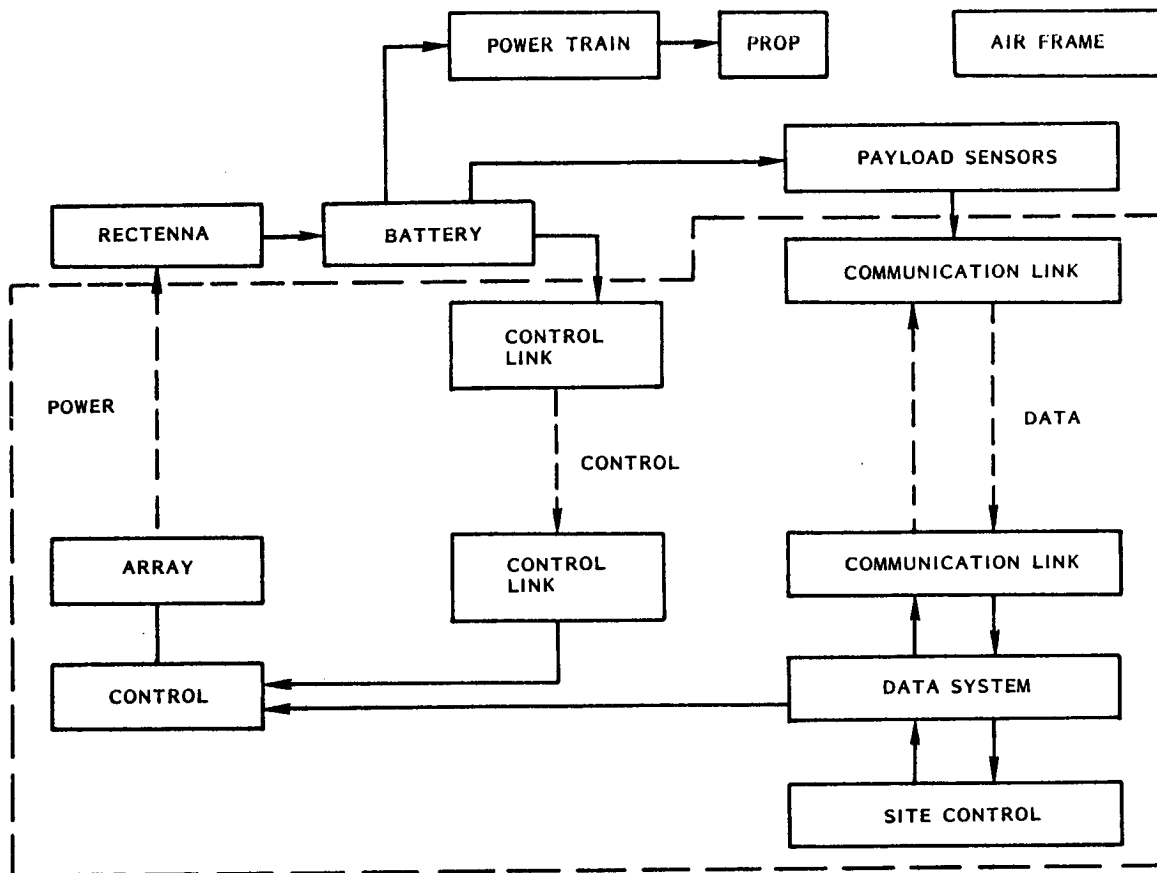 POWER TRAIN
PROP
AIR FRAME
PAYLOAD SENSORS
RECTENNA
BATTERY
COMMUNICATION LINK
CONTROL
LINK
POWER
DATA
CONTROL
CONTROL
LINK
ARRAY
COMMUNICATION LINK
CONTROL
DATA SYSTEM
SITE CONTROL